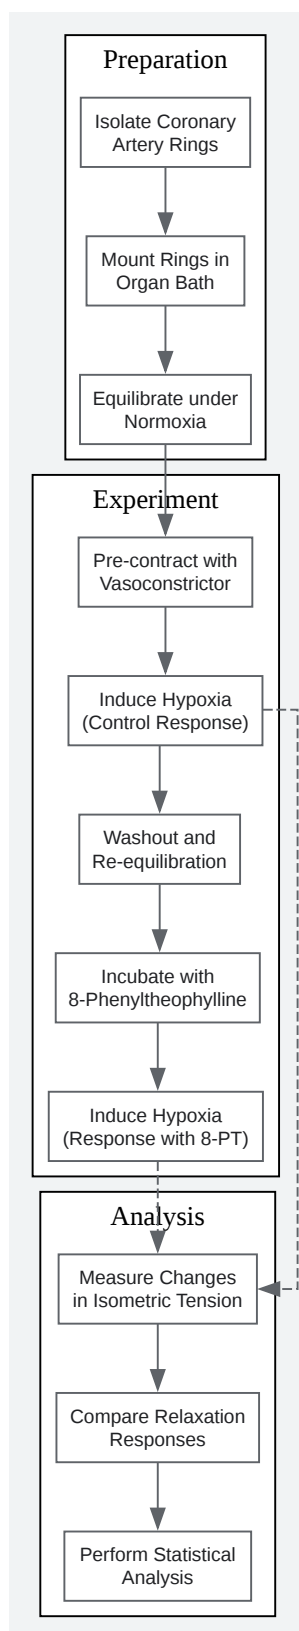 Preparation
Isolate Coronary
Artery Rings
Mount Rings in
Organ Bath
Equilibrate under
Normoxia
Experiment
Pre-contract with
Vasoconstrictor
Induce Hypoxia
(Control Response)
Washout and
Re-equilibration
Incubate with
8-Phenyltheophylline
Induce Hypoxia
(Response with 8-PT)
Analysis
Measure Changes
in Isometric Tension
Compare Relaxation
Responses
Perform Statistical
Analysis